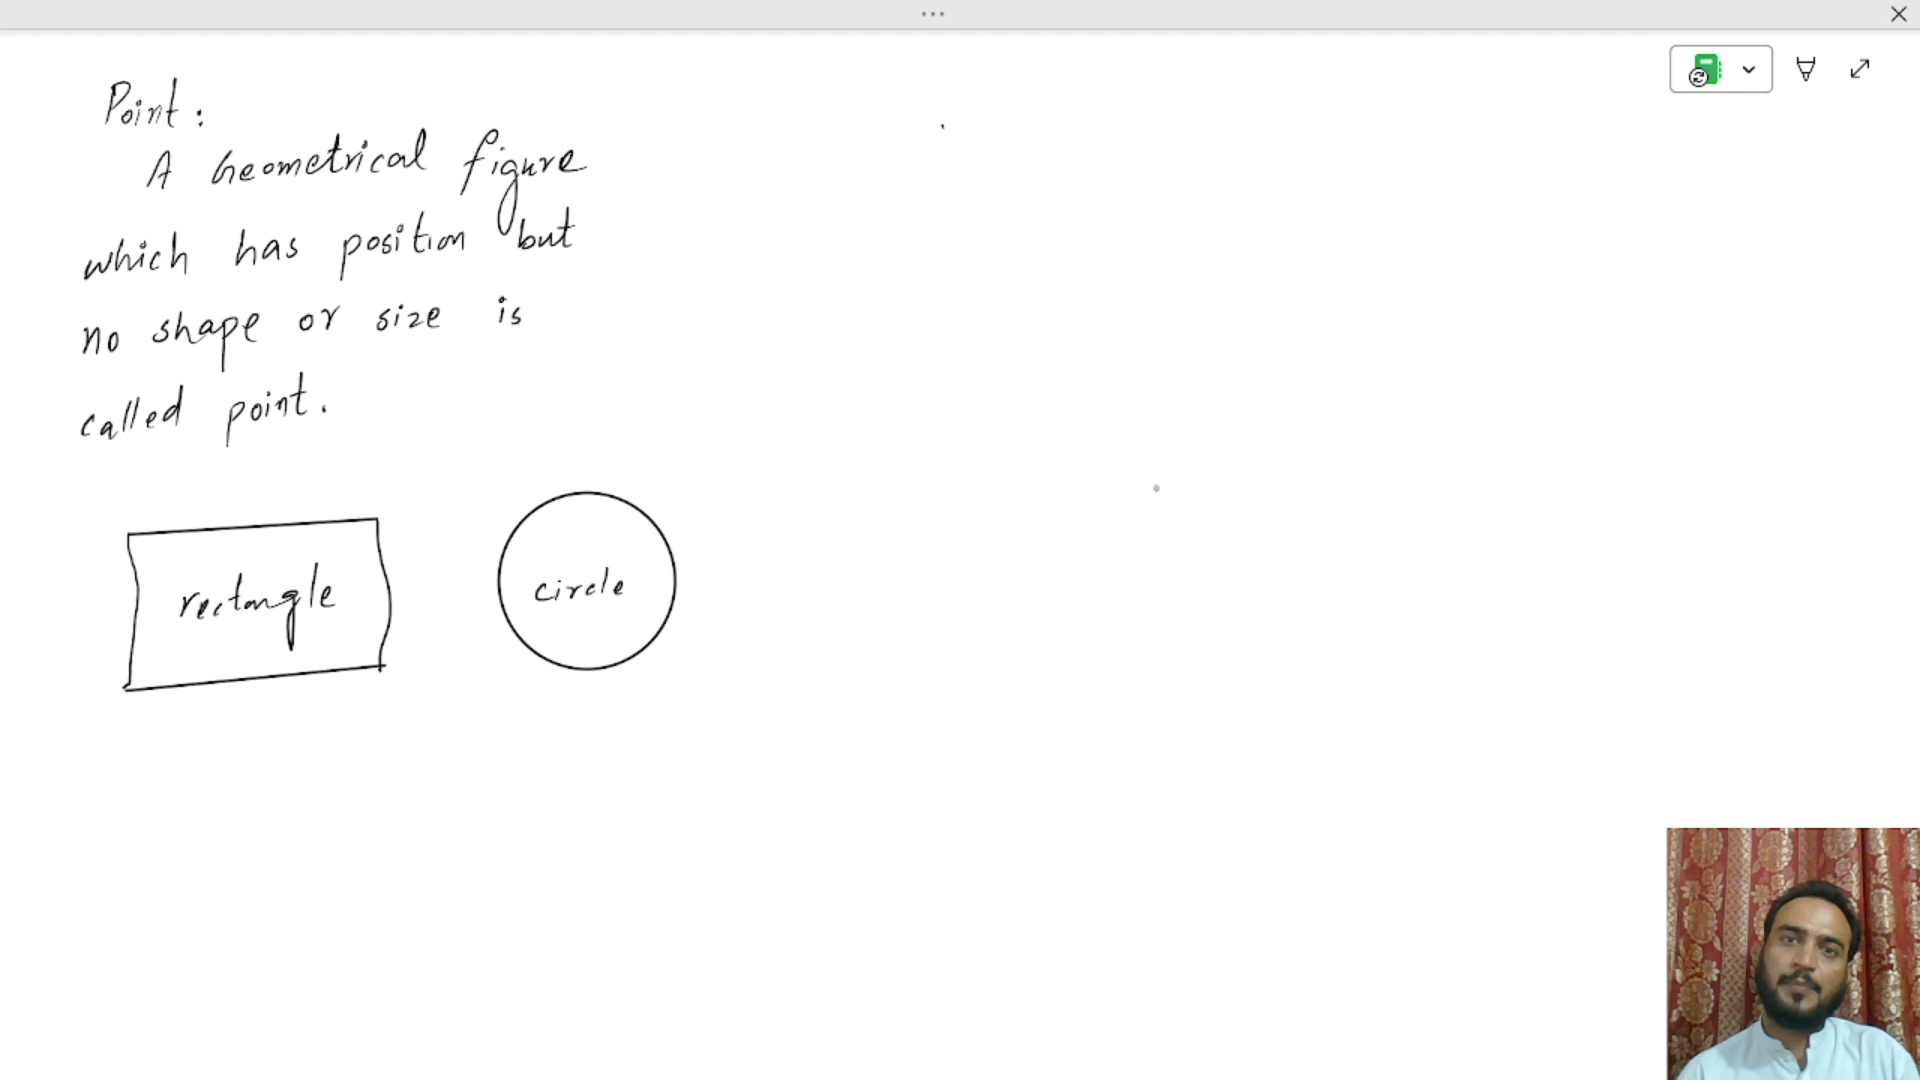 Point:
A Geometrical figure
which has position but
no shape or size is
called point.
rectangle
circle